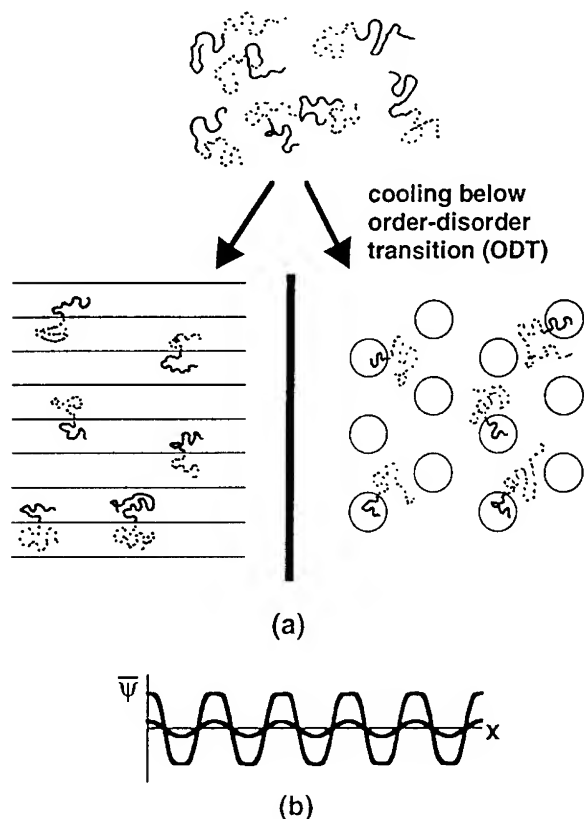 cooling below
order-disorder
transition (ODT)
(a)
ψ̅
x
(b)